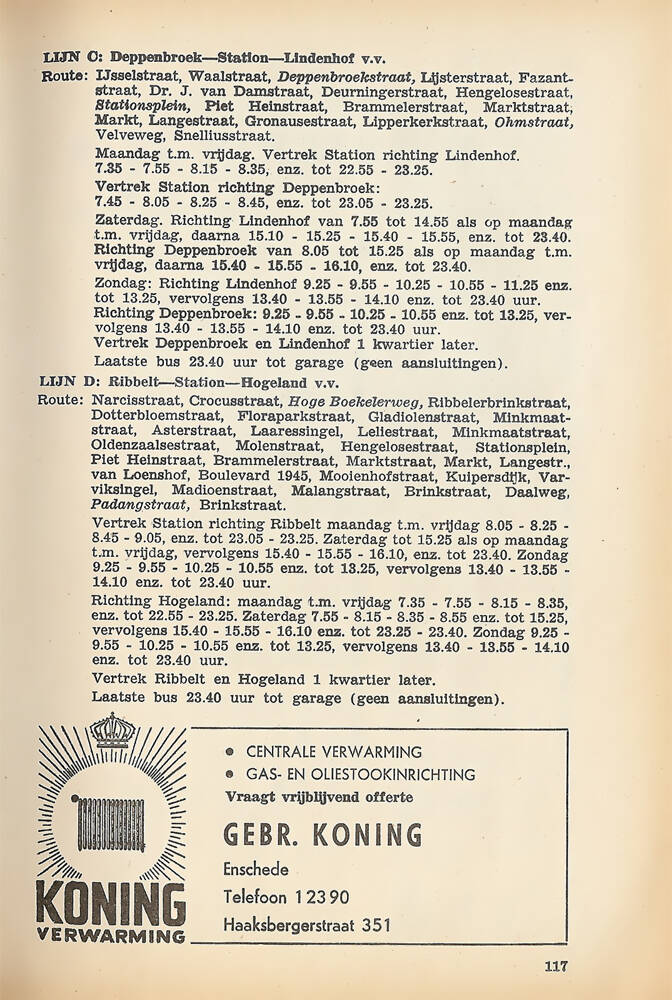 LIJN C: Deppenbroek—Station—Lindenhof v.v.
Route: IJsselstraat, Waalstraat, Deppenbroekstraat, Lijsterstraat, Fazant-
straat, Dr. J. van Damstraat, Deurningerstraat, Hengelosestraat,
Stationsplein, Piet Heinstraat, Brammelerstraat, Marktstraat,
Markt, Langestraat, Gronausestraat, Lipperkerkstraat, Ohmstraat,
Velveweg, Snelliusstraat.
Maandag t.m. vrijdag. Vertrek Station richting Lindenhof.
7.35 - 7.55 - 8.15 - 8.35, enz. tot 22.55 - 23.25.
Vertrek Station richting Deppenbroek:
7.45 - 8.05 - 8.25 - 8.45, enz. tot 23.05 - 23.25.
Zaterdag. Richting Lindenhof van 7.55 tot 14.55 als op maandag
t.m. vrijdag, daarna 15.10 - 15.25 - 15.40 - 15.55, enz. tot 23.40.
Richting Deppenbroek van 8.05 tot 15.25 als op maandag t.m.
vrijdag, daarna 15.40 - 15.55 - 16.10, enz. tot 23.40.
Zondag: Richting Lindenhof 9.25 - 9.55 - 10.25 - 10.55 - 11.25 enz.
tot 13.25, vervolgens 13.40 - 13.55 - 14.10 enz. tot 23.40 uur.
Richting Deppenbroek: 9.25 - 9.55 - 10.25 - 10.55 enz. tot 13.25, ver-
volgens 13.40 - 13.55 - 14.10 enz. tot 23.40 uur.
Vertrek Deppenbroek en Lindenhof 1 kwartier later.
Laatste bus 23.40 uur tot garage (geen aansluitingen).
LIJN D: Ribbelt—Station—Hogeland v.v.
Route: Narcisstraat, Crocusstraat, Hoge Boekelerweg, Ribbelerbrinkstraat,
Dotterbloemstraat, Floraparkstraat, Gladiolenstraat, Minkmaat-
straat, Asterstraat, Laaressingel, Leliestraat, Minkmaatstraat,
Oldenzaalsestraat, Molenstraat, Hengelosestraat, Stationsplein,
Piet Heinstraat, Brammelerstraat, Marktstraat, Markt, Langestr.,
van Loenshof, Boulevard 1945, Mooienhofstraat, Kuipersdijk, Var-
viksingel, Madioenstraat, Malangstraat, Brinkstraat, Daalweg,
Padangstraat, Brinkstraat.
Vertrek Station richting Ribbelt maandag t.m. vrijdag 8.05 - 8.25 -
8.45 - 9.05, enz. tot 23.05 - 23.25. Zaterdag tot 15.25 als op maandag
t.m. vrijdag, vervolgens 15.40 - 15.55 - 16.10, enz. tot 23.40. Zondag
9.25 - 9.55 - 10.25 - 10.55 enz. tot 13.25, vervolgens 13.40 - 13.55 -
14.10 enz. tot 23.40 uur.
Richting Hogeland: maandag t.m. vrijdag 7.35 - 7.55 - 8.15 - 8.35,
enz. tot 22.55 - 23.25. Zaterdag 7.55 - 8.15 - 8.35 - 8.55 enz. tot 15.25,
vervolgens 15.40 - 15.55 - 16.10 enz. tot 23.25 - 23.40. Zondag 9.25 -
9.55 - 10.25 - 10.55 enz. tot 13.25, vervolgens 13.40 - 13.55 - 14.10
enz. tot 23.40 uur.
Vertrek Ribbelt en Hogeland 1 kwartier later.
Laatste bus 23.40 uur tot garage (geen aansluitingen).
KONING
VERWARMING
• CENTRALE VERWARMING
• GAS- EN OLIESTOOKINRICHTING
Vraagt vrijblijvend offerte
GEBR. KONING
Enschede
Telefoon 12390
Haaksbergerstraat 351
117